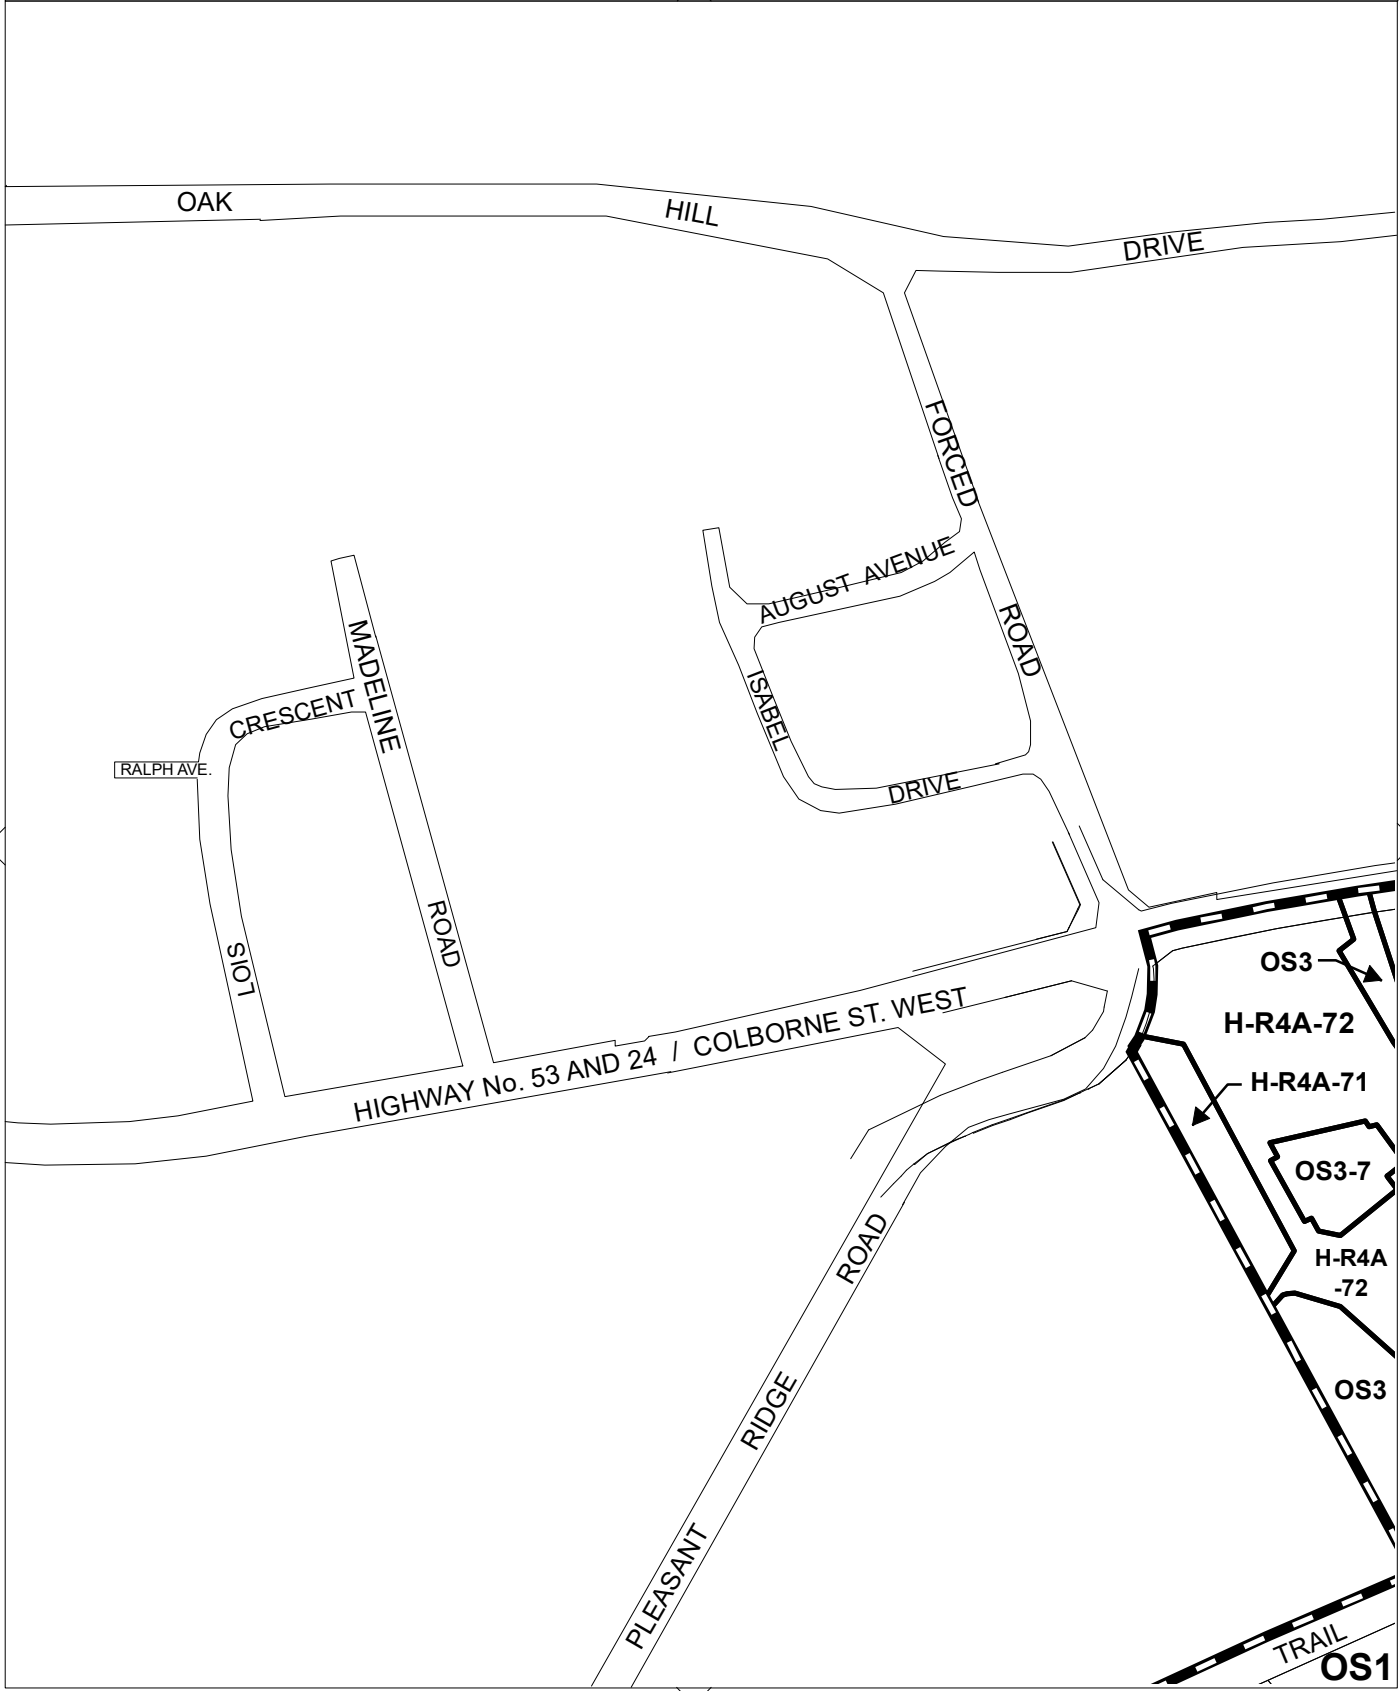 OAK
HILL
DRIVE
FORCED
AUGUST AVENUE
ROAD
MADELINE
ISABEL
CRESCENT
RALPH AVE.
DRIVE
ROAD
LOIS
OS3
HIGHWAY No. 53 AND 24 / COLBORNE ST. WEST
H-R4A-72
H-R4A-71
OS3-7
ROAD
H-R4A
-72
RIDGE
OS3
PLEASANT
TRAIL
OS1